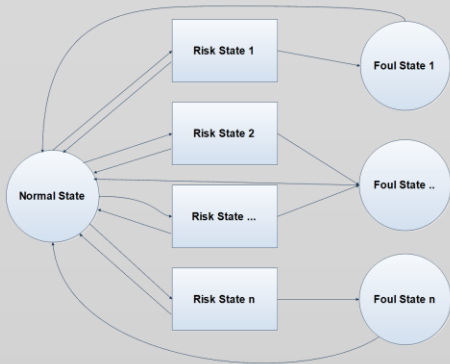 Risk State 1
Foul State 1
Risk State 2
Normal State
Foul State ..
Risk State ...
Risk State n
Foul State n